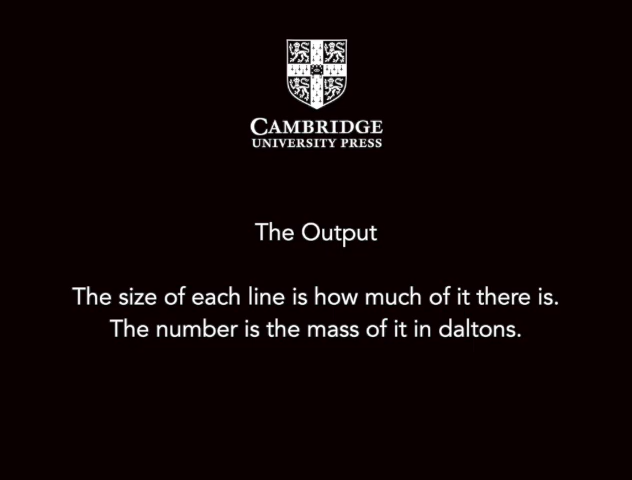 CAMBRIDGE
UNIVERSITY PRESS
The Output
The size of each line is how much of it there is.
The number is the mass of it in daltons.